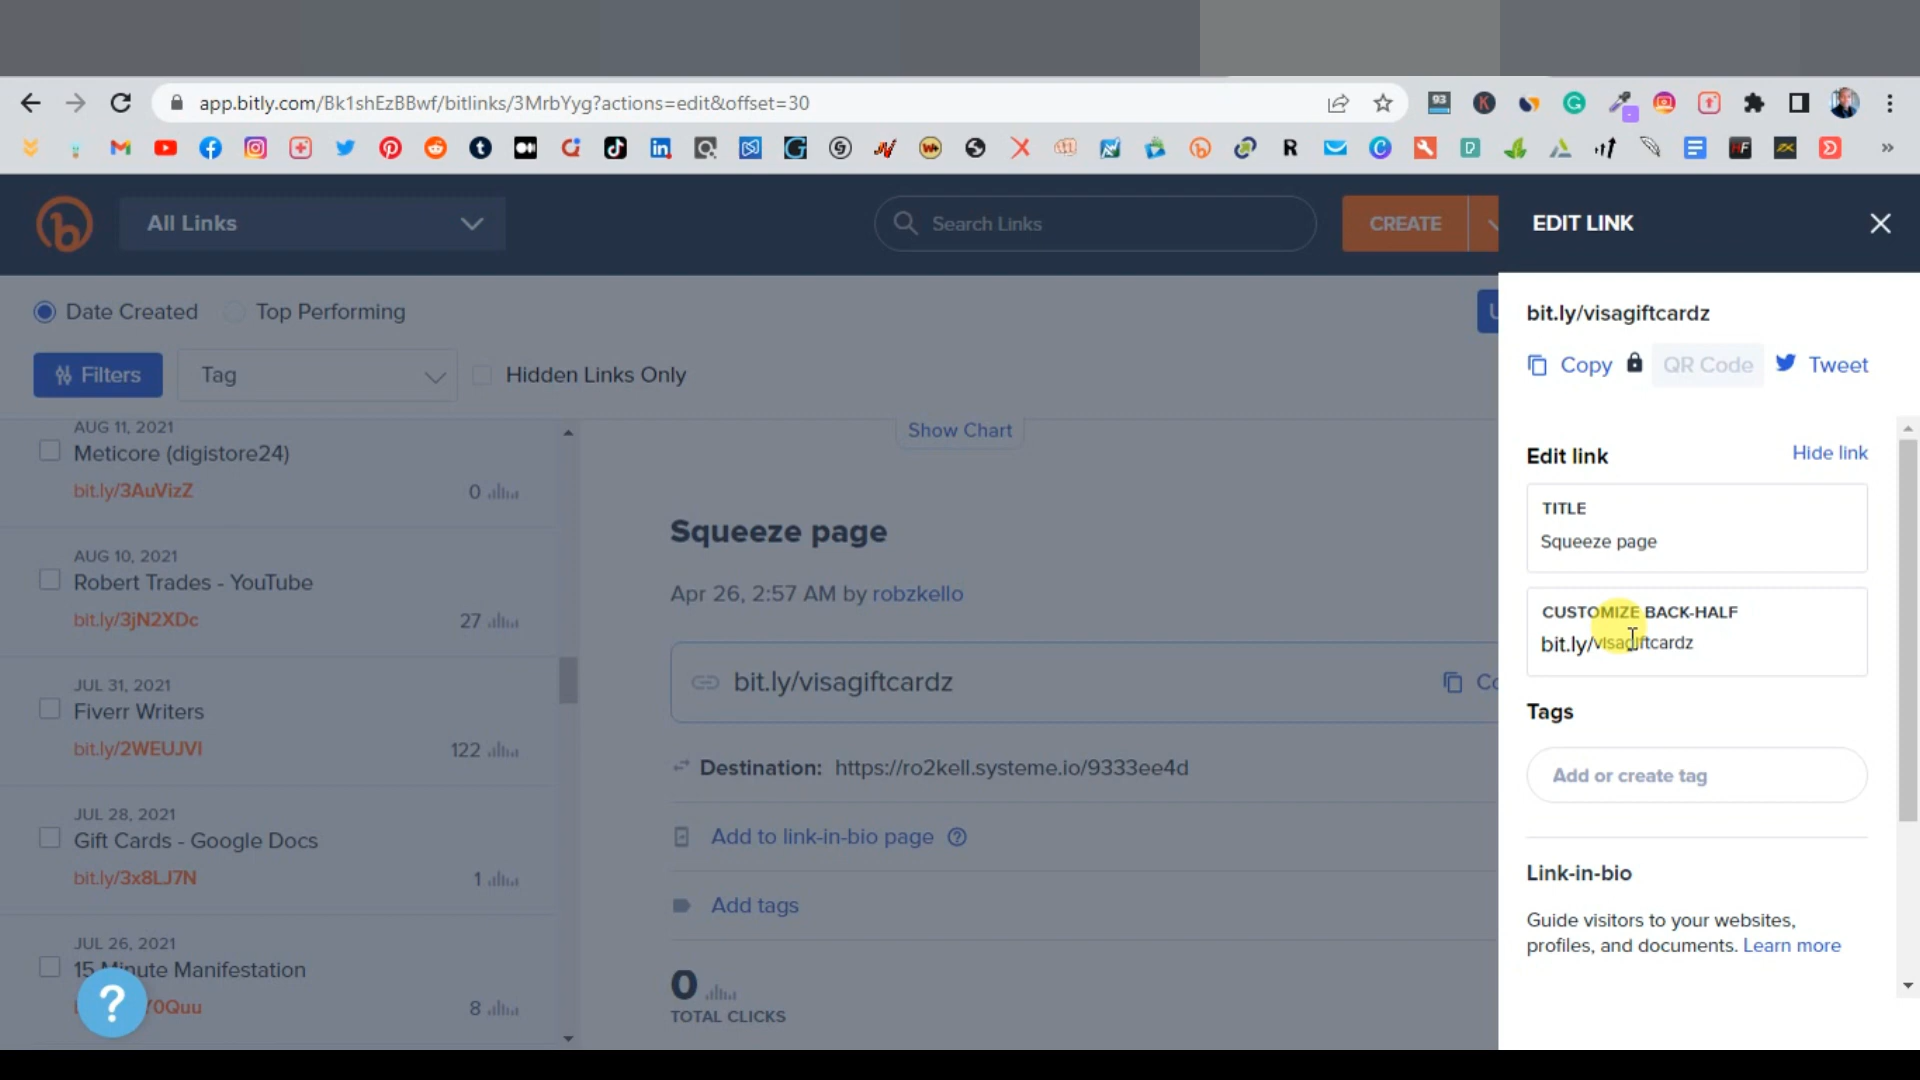 app.bitly.com/Bk1shEzBBwf/bitlinks/3MrbYyg?actions=edit&offset=30
93
All Links
Search Links
CREATE
EDIT LINK
Date Created
Top Performing
Filters
Tag
Hidden Links Only
AUG 11, 2021
Meticore (digistore24)
bit.ly/3AuVizZ
0
AUG 10, 2021
Robert Trades - YouTube
bit.ly/3jN2XDc
27
JUL 31, 2021
Fiverr Writers
bit.ly/2WEUJVI
122
JUL 28, 2021
Gift Cards - Google Docs
bit.ly/3x8LJ7N
1
JUL 26, 2021
15 Minute Manifestation
0Quu
8
?
Show Chart
Squeeze page
Apr 26, 2:57 AM by robzkello
bit.ly/visagiftcardz
Co
Destination: https://ro2kell.systeme.io/9333ee4d
Add to link-in-bio page
Add tags
0
TOTAL CLICKS
bit.ly/visagiftcardz
Copy
QR Code
Tweet
Edit link
Hide link
TITLE
Squeeze page
CUSTOMIZE BACK-HALF
bit.ly/visagiftcardz
Tags
Add or create tag
Link-in-bio
Guide visitors to your websites,
profiles, and documents. Learn more